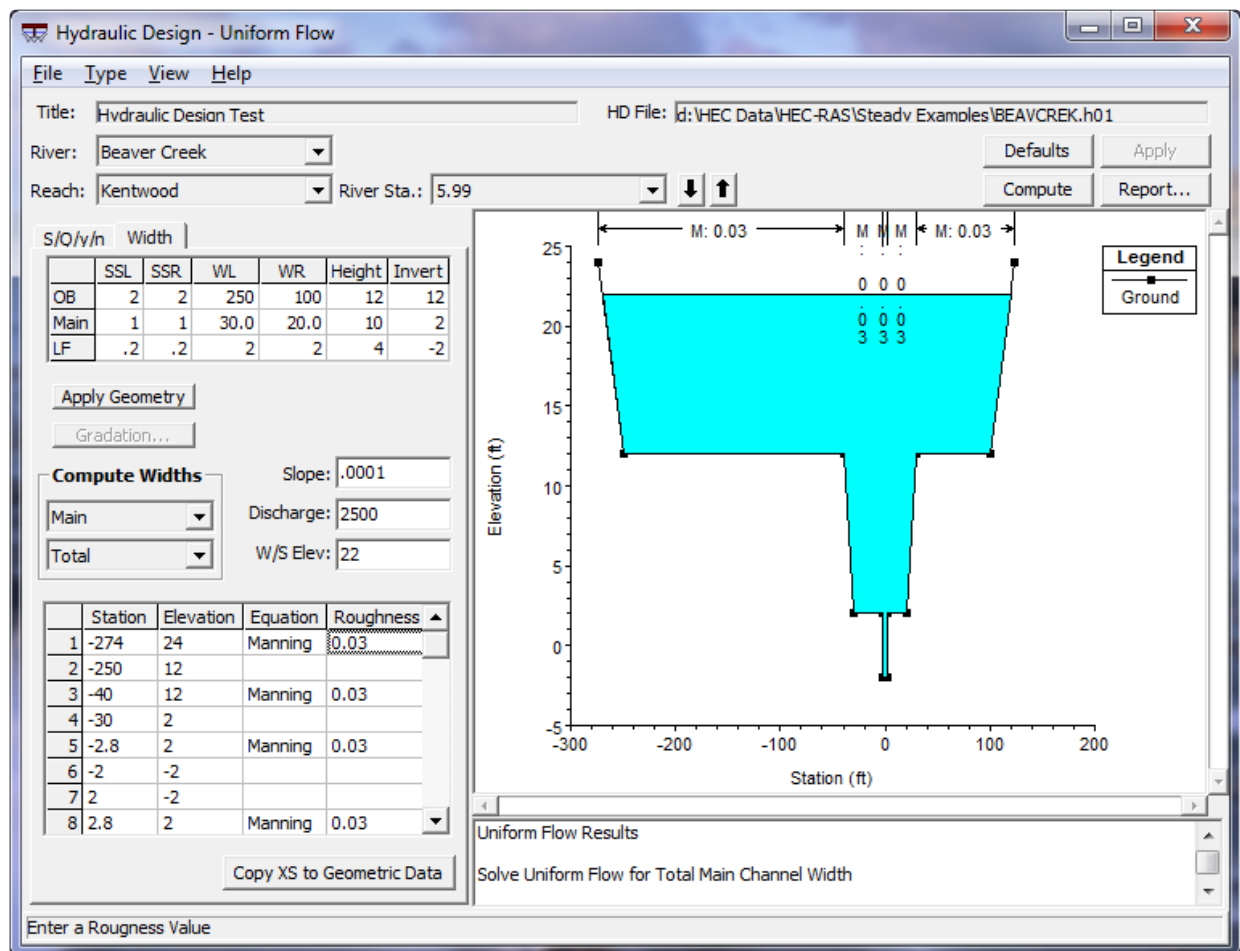 Hydraulic Design - Uniform Flow
File Type View Help
Title: Hydraulic Design Test HD File: d:\HEC Data\HEC-RAS\Steady Examples\BEAVCREK.h01
River: Beaver Creek Defaults Apply
Reach: Kentwood River Sta.: 5.99 Compute Report...
S/Q/y/n Width
SSL SSR WL WR Height Invert
OB 2 2 250 100 12 12
Main 1 1 30.0 20.0 10 2
LF .2 .2 2 2 4 -2
Apply Geometry
Gradation...
Compute Widths
Main
Total
Slope: .0001
Discharge: 2500
W/S Elev: 22
Station Elevation Equation Roughness
1 -274 24 Manning 0.03
2 -250 12
3 -40 12 Manning 0.03
4 -30 2
5 -2.8 2 Manning 0.03
6 -2 -2
7 2 -2
8 2.8 2 Manning 0.03
Copy XS to Geometric Data
M: 0.03 M: 0.03 M: 0.03 M: 0.03 M: 0.03
Legend
Ground
25
20
15
10
5
0
-5
Elevation (ft)
-300 -200 -100 0 100 200
Station (ft)
Uniform Flow Results
Solve Uniform Flow for Total Main Channel Width
Enter a Rougness Value